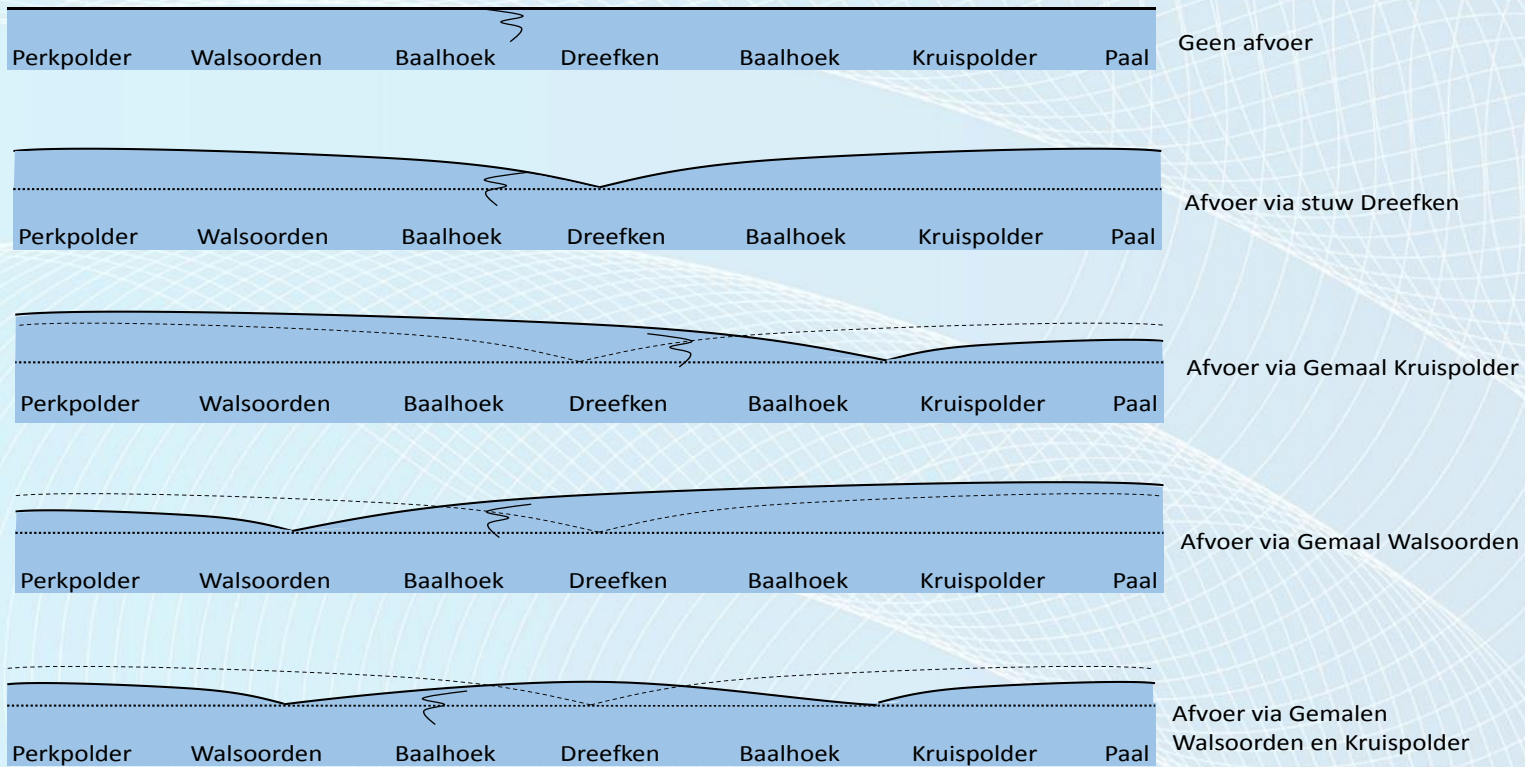 Perkpolder Walsoorden Baalhoek Dreefken Baalhoek Kruispolder Paal
Geen afvoer
Perkpolder Walsoorden Baalhoek Dreefken Baalhoek Kruispolder Paal
Afvoer via stuw Dreefken
Perkpolder Walsoorden Baalhoek Dreefken Baalhoek Kruispolder Paal
Afvoer via Gemaal Kruispolder
Perkpolder Walsoorden Baalhoek Dreefken Baalhoek Kruispolder Paal
Afvoer via Gemaal Walsoorden
Perkpolder Walsoorden Baalhoek Dreefken Baalhoek Kruispolder Paal
Afvoer via Gemalen
Walsoorden en Kruispolder